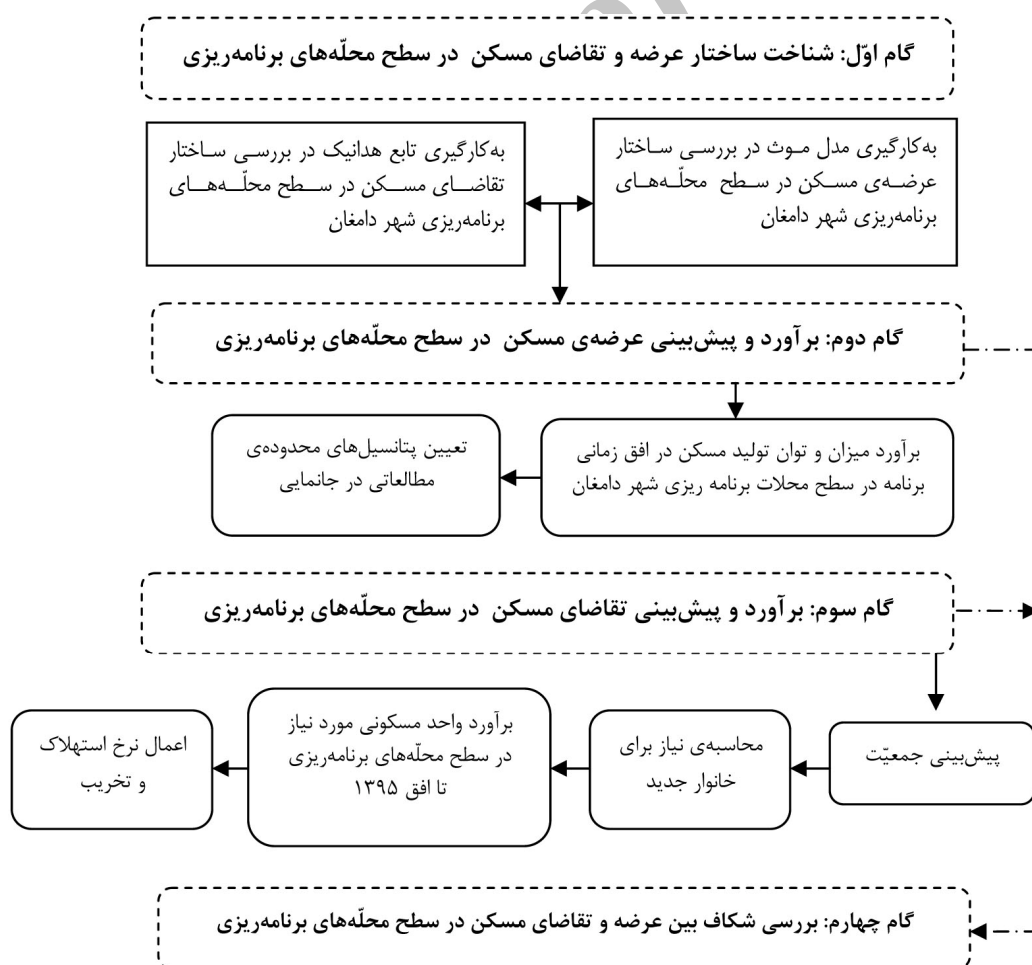 گام اوّل: شناخت ساختار عرضه و تقاضای مسکن در سطح محلّه‌های برنامه‌ریزی
به‌کارگیری مدل موث در بررسی ساختار
عرضه‌ی مسکن در سطح محلّه‌های
برنامه‌ریزی شهر دامغان
به‌کارگیری تابع هدانیک در بررسی ساختار
تقاضای مسکن در سطح محلّه‌های
برنامه‌ریزی شهر دامغان
گام دوم: برآورد و پیش‌بینی عرضه‌ی مسکن در سطح محلّه‌های برنامه‌ریزی
برآورد میزان و توان تولید مسکن در افق زمانی
برنامه در سطح محلات برنامه ریزی شهر دامغان
تعیین پتانسیل‌های محدوده‌ی
مطالعاتی در جانمایی
گام سوم: برآورد و پیش‌بینی تقاضای مسکن در سطح محلّه‌های برنامه‌ریزی
پیش‌بینی جمعیّت
محاسبه‌ی نیاز برای
خانوار جدید
برآورد واحد مسکونی مورد نیاز
در سطح محلّه‌های برنامه‌ریزی
تا افق ۱۳۹۵
اعمال نرخ استهلاک
و تخریب
گام چهارم: بررسی شکاف بین عرضه و تقاضای مسکن در سطح محلّه‌های برنامه‌ریزی